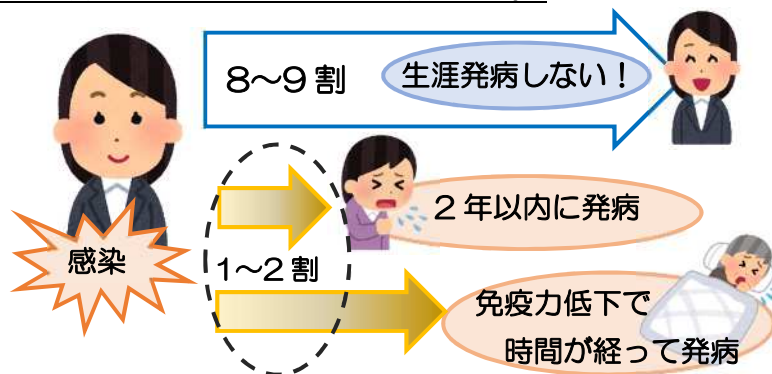 8～9割
生涯発病しない！
感染
2年以内に発病
1～2割
免疫力低下で
時間が経って発病